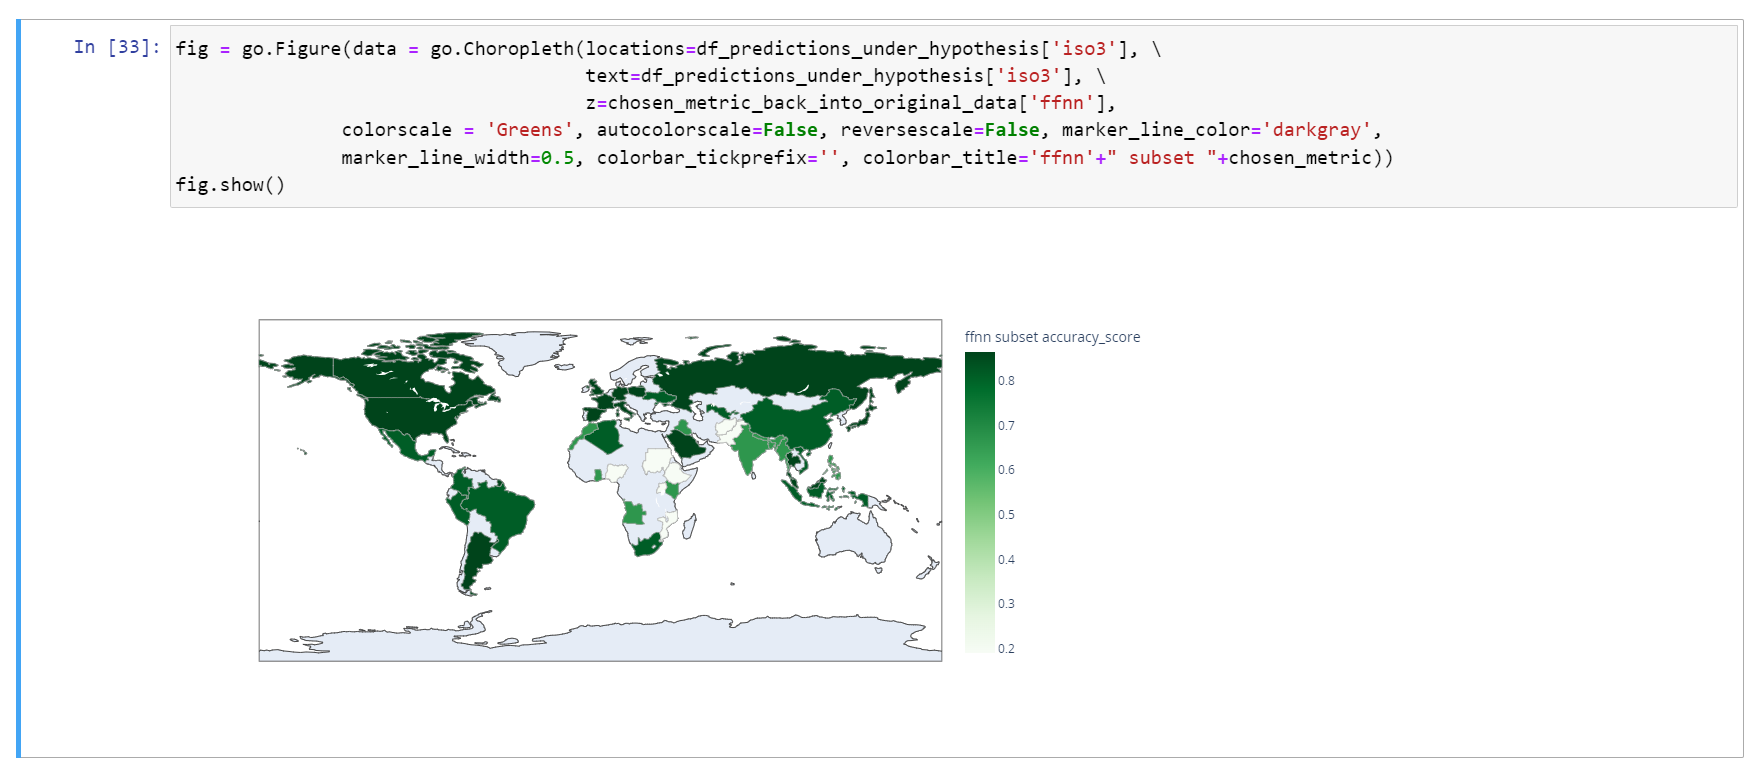 In [33]: fig = go.Figure(data = go.Choropleth(locations=df_predictions_under_hypothesis['iso3'], \
text=df_predictions_under_hypothesis['iso3'], \
z=chosen_metric_back_into_original_data['ffnn'],
colorscale = 'Greens', autocolorscale=False, reversescale=False, marker_line_color='darkgray',
marker_line_width=0.5, colorbar_tickprefix='', colorbar_title='ffnn'+" subset "+chosen_metric))
fig.show()
ffnn subset accuracy_score
0.8
0.7
0.6
0.5
0.4
0.3
0.2